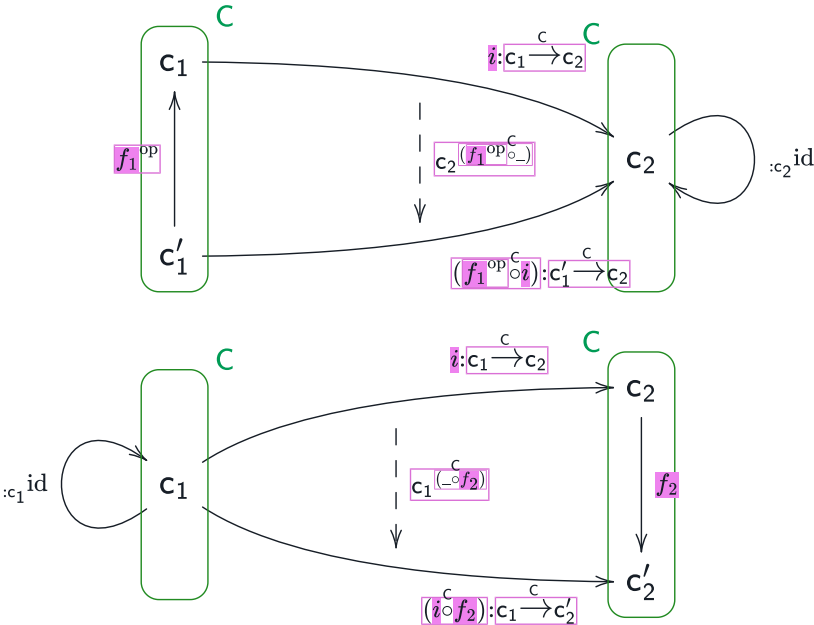 C
C
c₁
i:c₁ →^C c₂
f₁^op
c₂^(f₁^op ∘^C _)
c₂
:c₂id
c₁′
(f₁^op ∘^C i):c₁′ →^C c₂
C
C
i:c₁ →^C c₂
c₂
:c₁id
c₁
c₁^(_ ∘^C f₂)
f₂
c₂′
(i ∘^C f₂):c₁ →^C c₂′